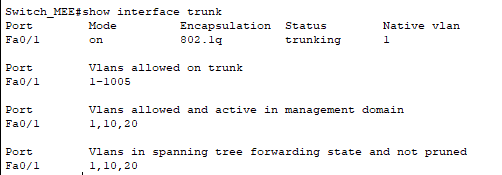 Switch_MEE#show interface trunk
Port Mode Encapsulation Status Native vlan
Fa0/1 on 802.1q trunking 1
Port Vlans allowed on trunk
Fa0/1 1-1005
Port Vlans allowed and active in management domain
Fa0/1 1,10,20
Port Vlans in spanning tree forwarding state and not pruned
Fa0/1 1,10,20